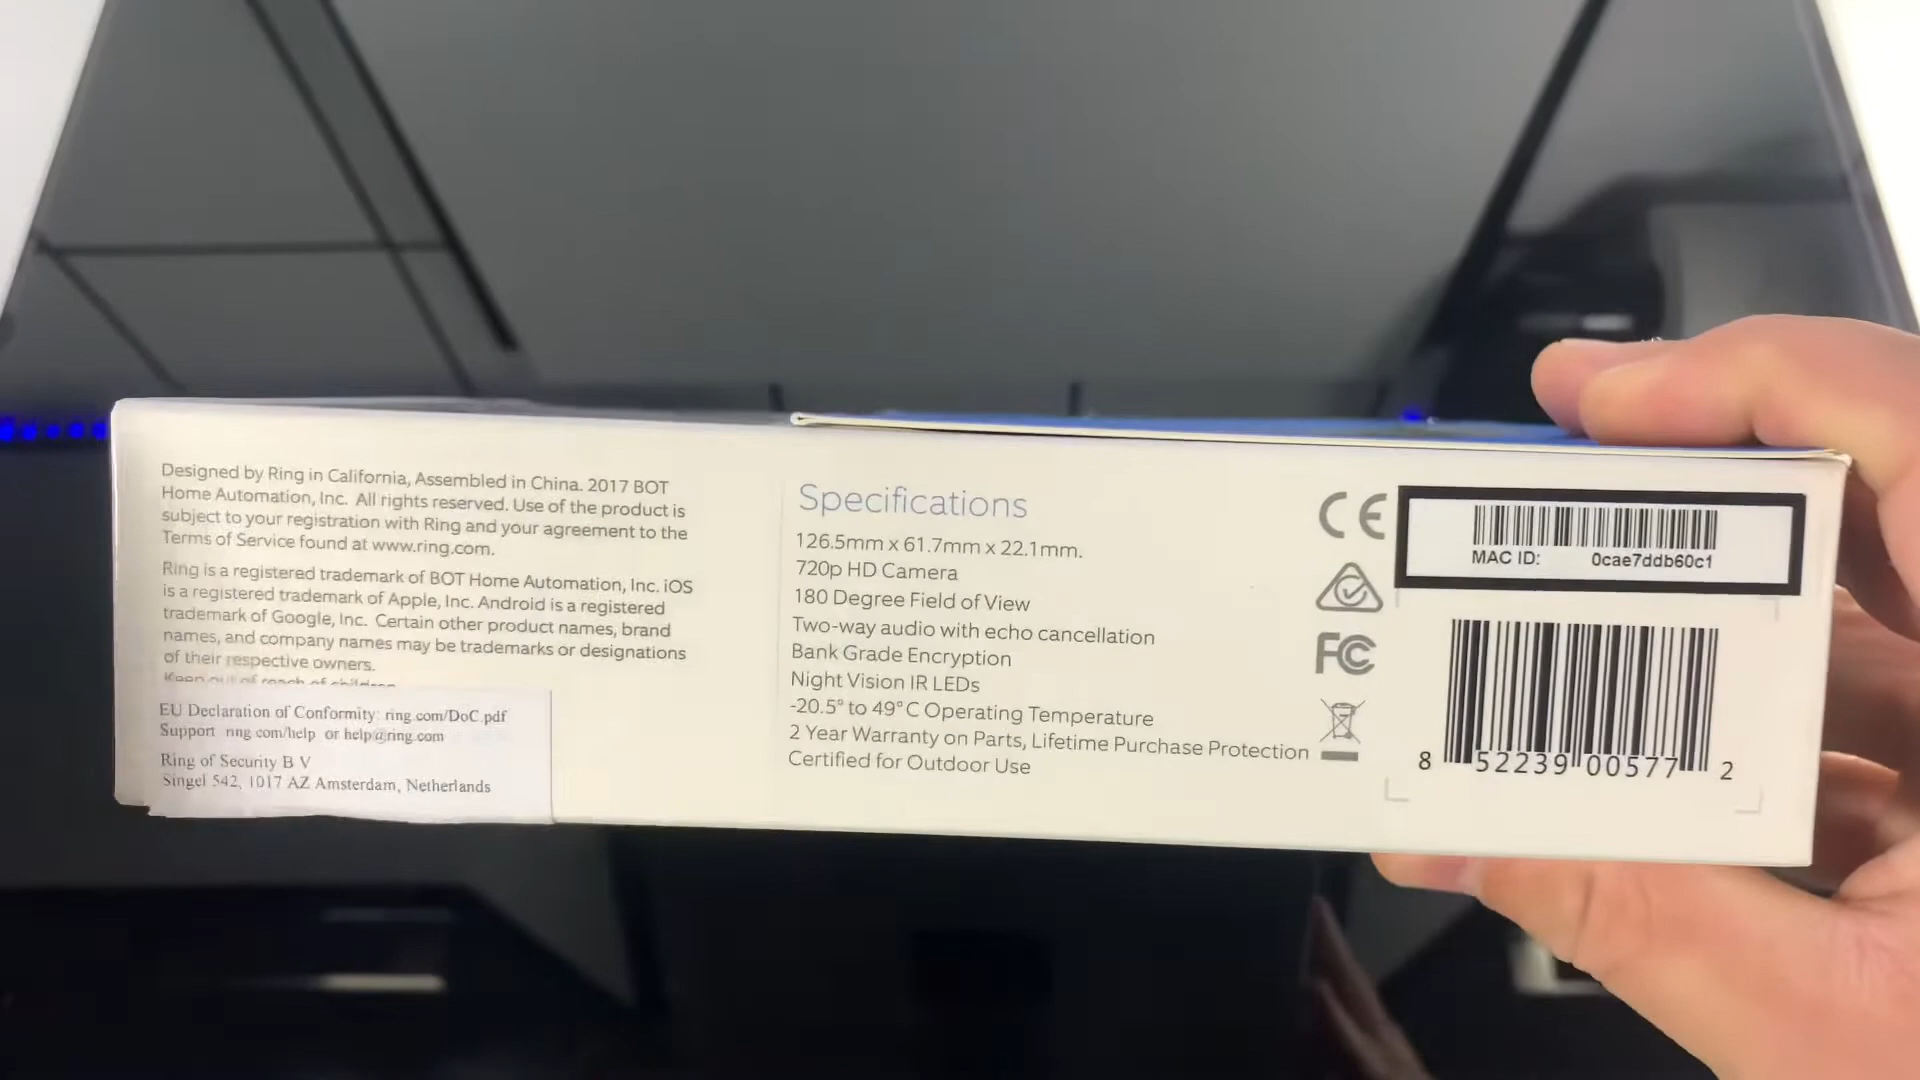 Designed by Ring in California, Assembled in China. 2017 BOT
Home Automation, Inc. All rights reserved. Use of the product is
subject to your registration with Ring and your agreement to the
Terms of Service found at www.ring.com.
Ring is a registered trademark of BOT Home Automation, Inc. iOS
is a registered trademark of Apple, Inc. Android is a registered
trademark of Google, Inc. Certain other product names, brand
names, and company names may be trademarks or designations
of their respective owners.
Keep out of reach of children
EU Declaration of Conformity: ring.com/DoC.pdf
Support ring com/help or help@ring.com
Ring of Security B V
Singel 542, 1017 AZ Amsterdam, Netherlands
Specifications
126.5mm x 61.7mm x 22.1mm.
720p HD Camera
180 Degree Field of View
Two-way audio with echo cancellation
Bank Grade Encryption
Night Vision IR LEDs
-20.5° to 49°C Operating Temperature
2 Year Warranty on Parts, Lifetime Purchase Protection
Certified for Outdoor Use
CE
FC
MAC ID: 0cae7ddb60c1
8 52239 00577 2